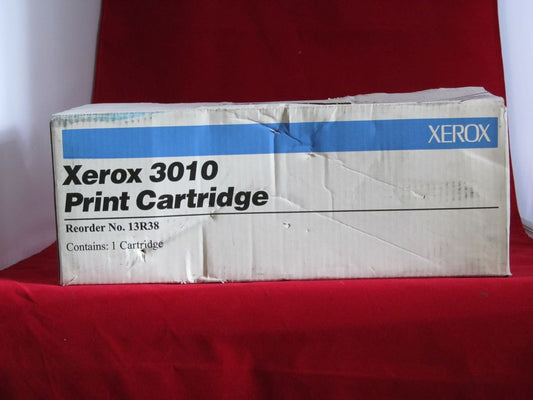 XEROX
Xerox 3010
Print Cartridge
Reorder No. 13R38
Contains: 1 Cartridge